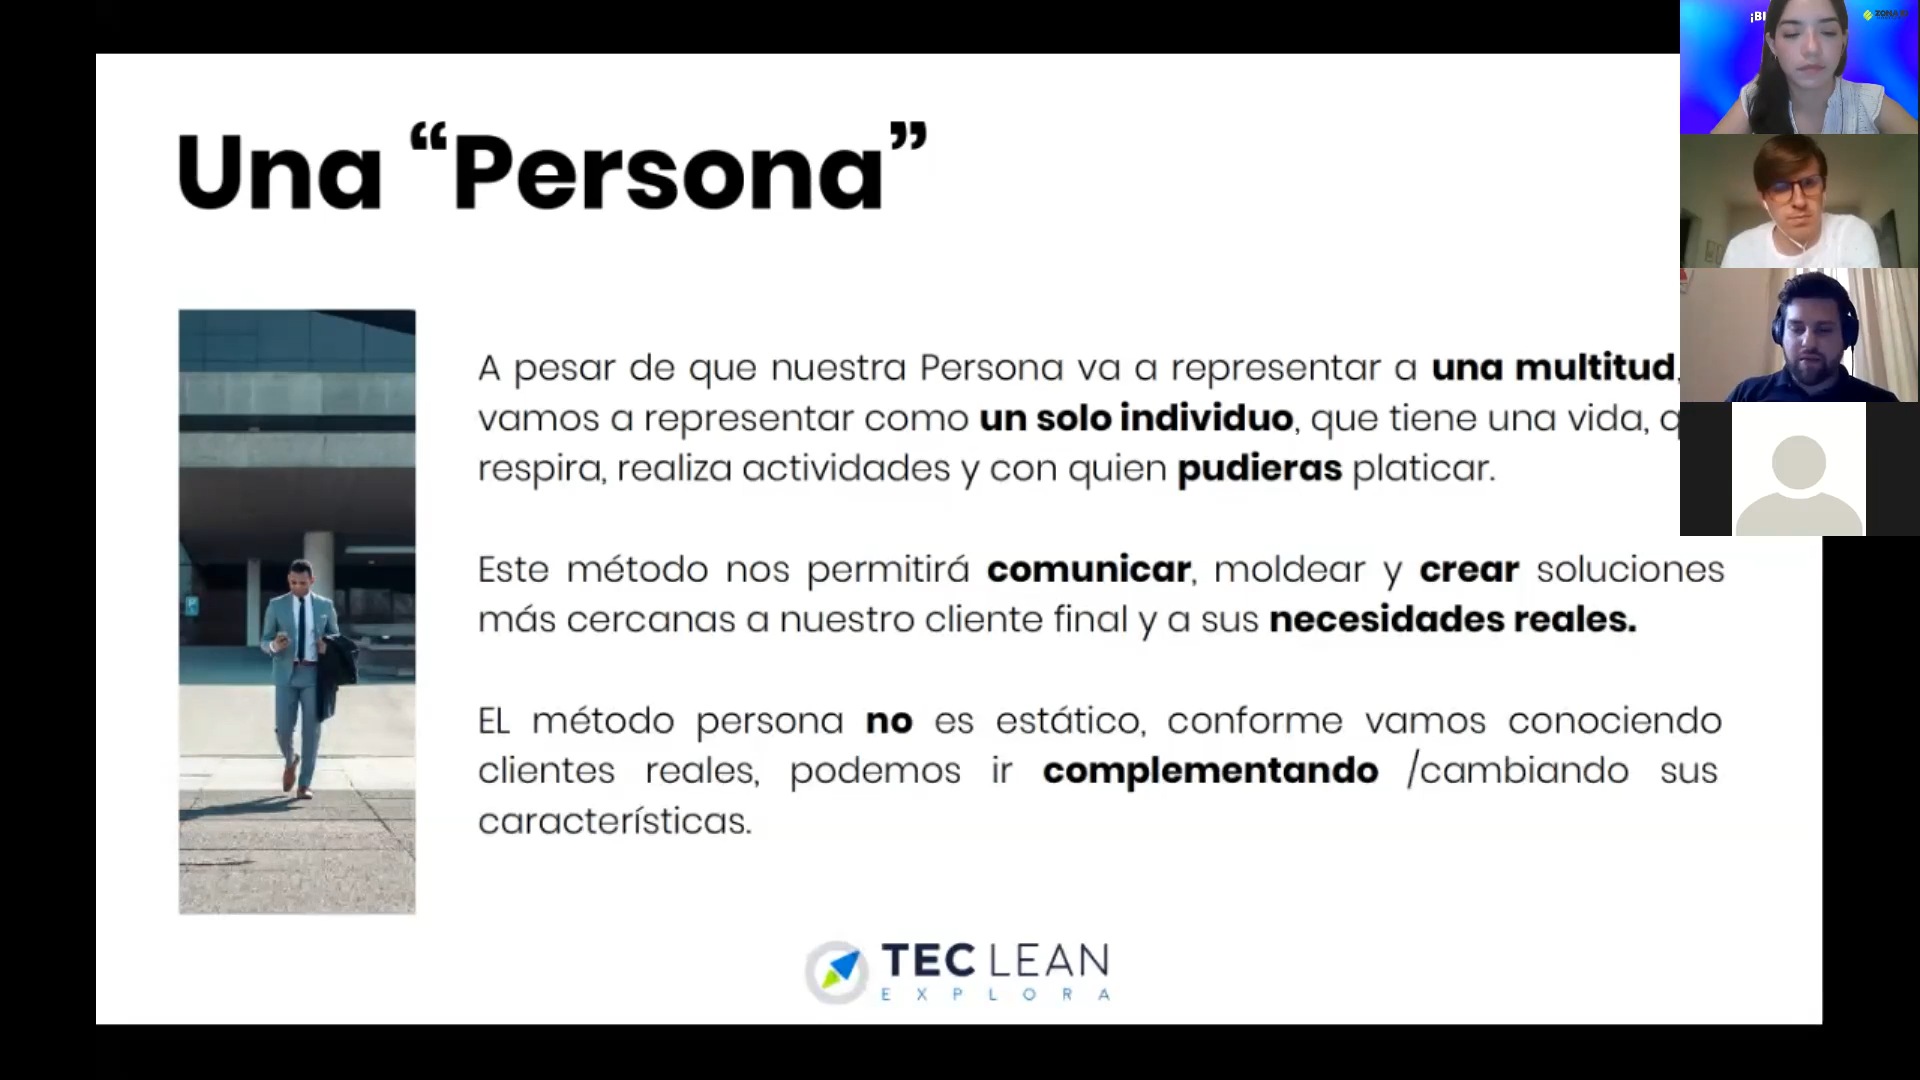 Una “Persona”
A pesar de que nuestra Persona va a representar a una multitud,
vamos a representar como un solo individuo, que tiene una vida,
respira, realiza actividades y con quien pudieras platicar.
Este método nos permitirá comunicar, moldear y crear soluciones
más cercanas a nuestro cliente final y a sus necesidades reales.
EL método persona no es estático, conforme vamos conociendo
clientes reales, podemos ir complementando /cambiando sus
características.
TEC LEAN
EXPLORA